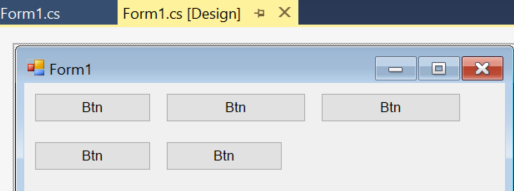 Form1.cs Form1.cs [Design]
Form1
Btn Btn Btn
Btn Btn